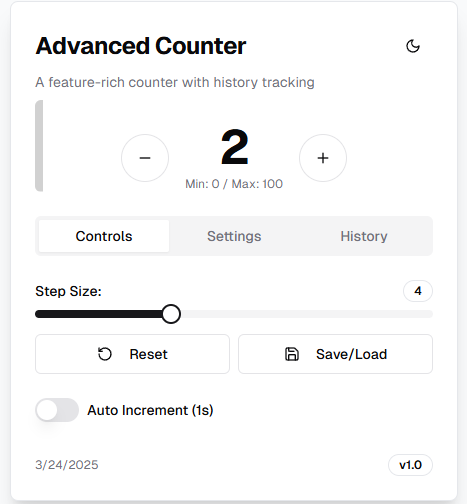 Advanced Counter
A feature-rich counter with history tracking
2
Min: 0 / Max: 100
Controls Settings History
Step Size: 4
Reset Save/Load
Auto Increment (1s)
3/24/2025 v1.0